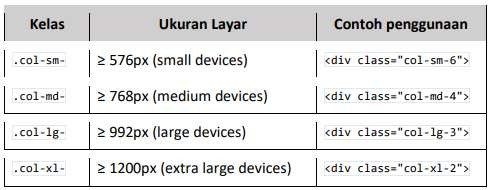 Kelas Ukuran Layar Contoh penggunaan
.col-sm- ≥ 576px (small devices) <div class="col-sm-6">
.col-md- ≥ 768px (medium devices) <div class="col-md-4">
.col-lg- ≥ 992px (large devices) <div class="col-lg-3">
.col-xl- ≥ 1200px (extra large devices) <div class="col-xl-2">